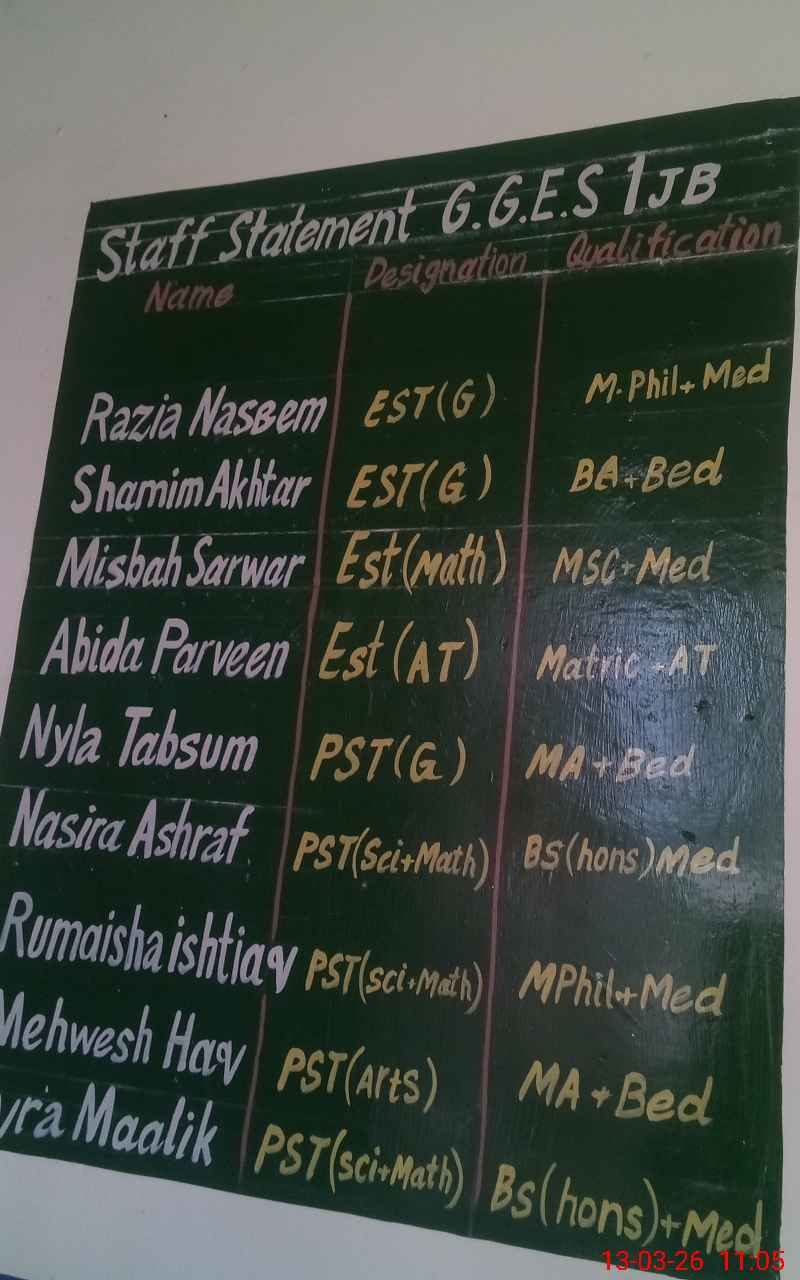 Staff Statement G.G.E.S 1JB
Name Designation Qualification
Razia Naseem EST(G) M.Phil+Med
Shamim Akhtar EST(G) BA+Bed
Misbah Sarwar Est(Math) MSC+Med
Abida Parveen Est(AT) Matric+AT
Nyla Tabsum PST(G) MA+Bed
Nasira Ashraf PST(Sci+Math) BS(hons)Med
Rumaisha ishtiaq PST(sci+Math) MPhil+Med
Mehwesh Haq PST(Arts) MA+Bed
Maalik PST(sci+Math) Bs(hons)+Med
13-03-26 11:05